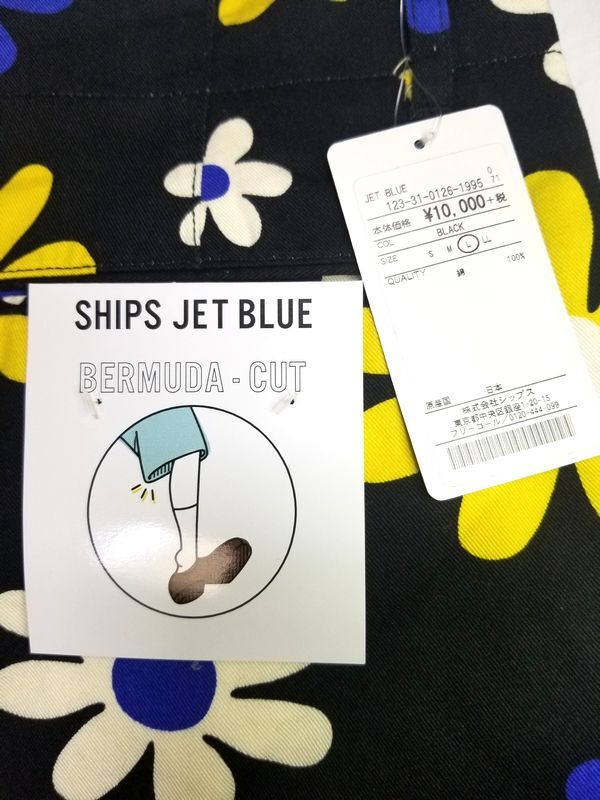 SHIPS JET BLUE
BERMUDA - CUT
JET BLUE
0
71
123-31-0126-1995
本体価格 ¥10,000+税
COL BLACK
SIZE S M L LL
QUALITY 綿 100%
原産国 日本
株式会社シップス
東京都中央区銀座1-20-15
フリーコール/0120-444-099